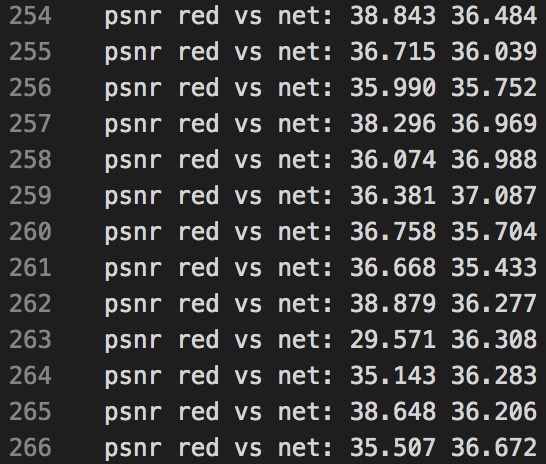 254 psnr red vs net: 38.843 36.484
255 psnr red vs net: 36.715 36.039
256 psnr red vs net: 35.990 35.752
257 psnr red vs net: 38.296 36.969
258 psnr red vs net: 36.074 36.988
259 psnr red vs net: 36.381 37.087
260 psnr red vs net: 36.758 35.704
261 psnr red vs net: 36.668 35.433
262 psnr red vs net: 38.879 36.277
263 psnr red vs net: 29.571 36.308
264 psnr red vs net: 35.143 36.283
265 psnr red vs net: 38.648 36.206
266 psnr red vs net: 35.507 36.672